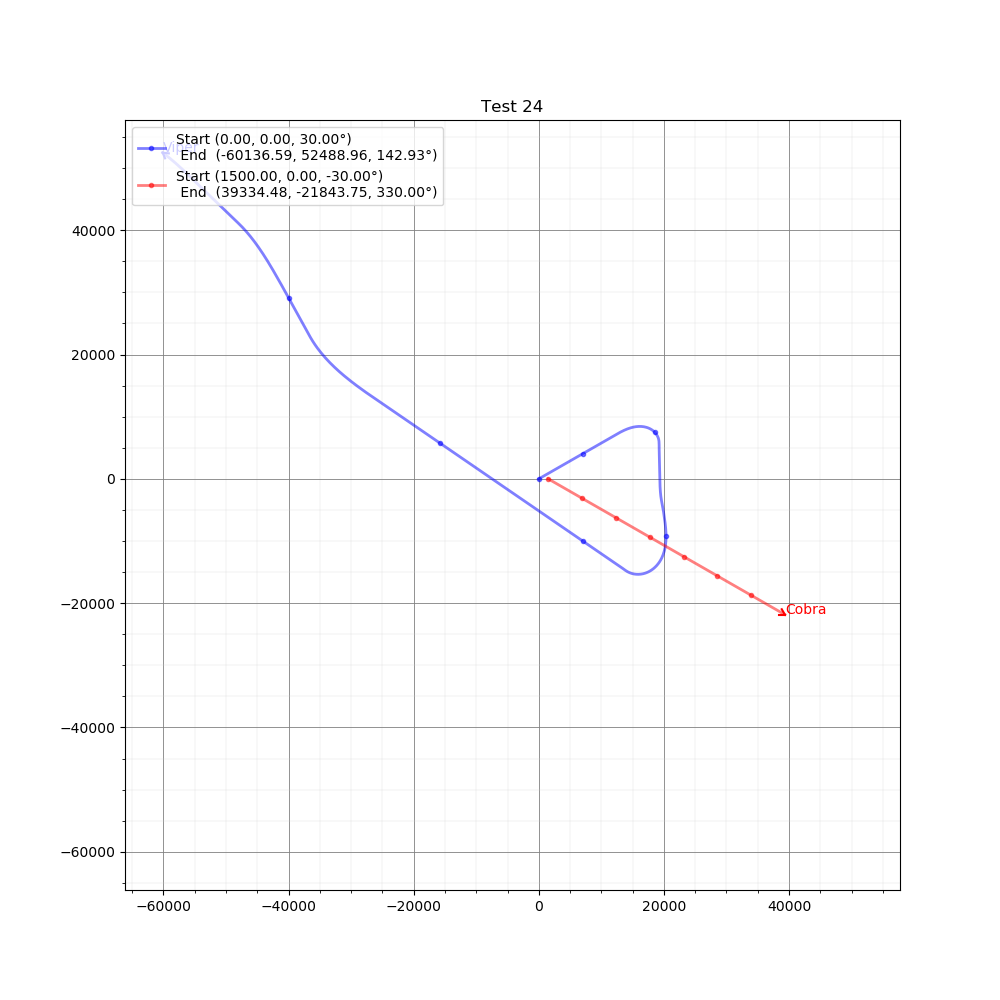 Test 24
Start (0.00, 0.00, 30.00°)
End  (-60136.59, 52488.96, 142.93°)
Start (1500.00, 0.00, -30.00°)
End  (39334.48, -21843.75, 330.00°)
Viper
40000
20000
0
−20000
−40000
−60000
Cobra
−60000
−40000
−20000
0
20000
40000